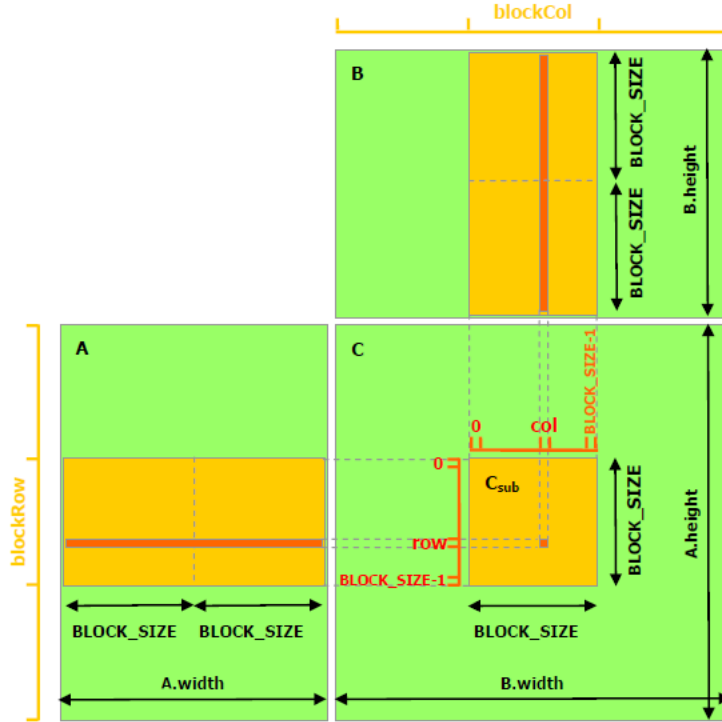 blockCol
B
BLOCK_SIZE
BLOCK_SIZE
B.height
A
C
BLOCK_SIZE-1
0
col
blockRow
0
C_sub
row
BLOCK_SIZE-1
BLOCK_SIZE
A.height
BLOCK_SIZE
BLOCK_SIZE
BLOCK_SIZE
A.width
B.width